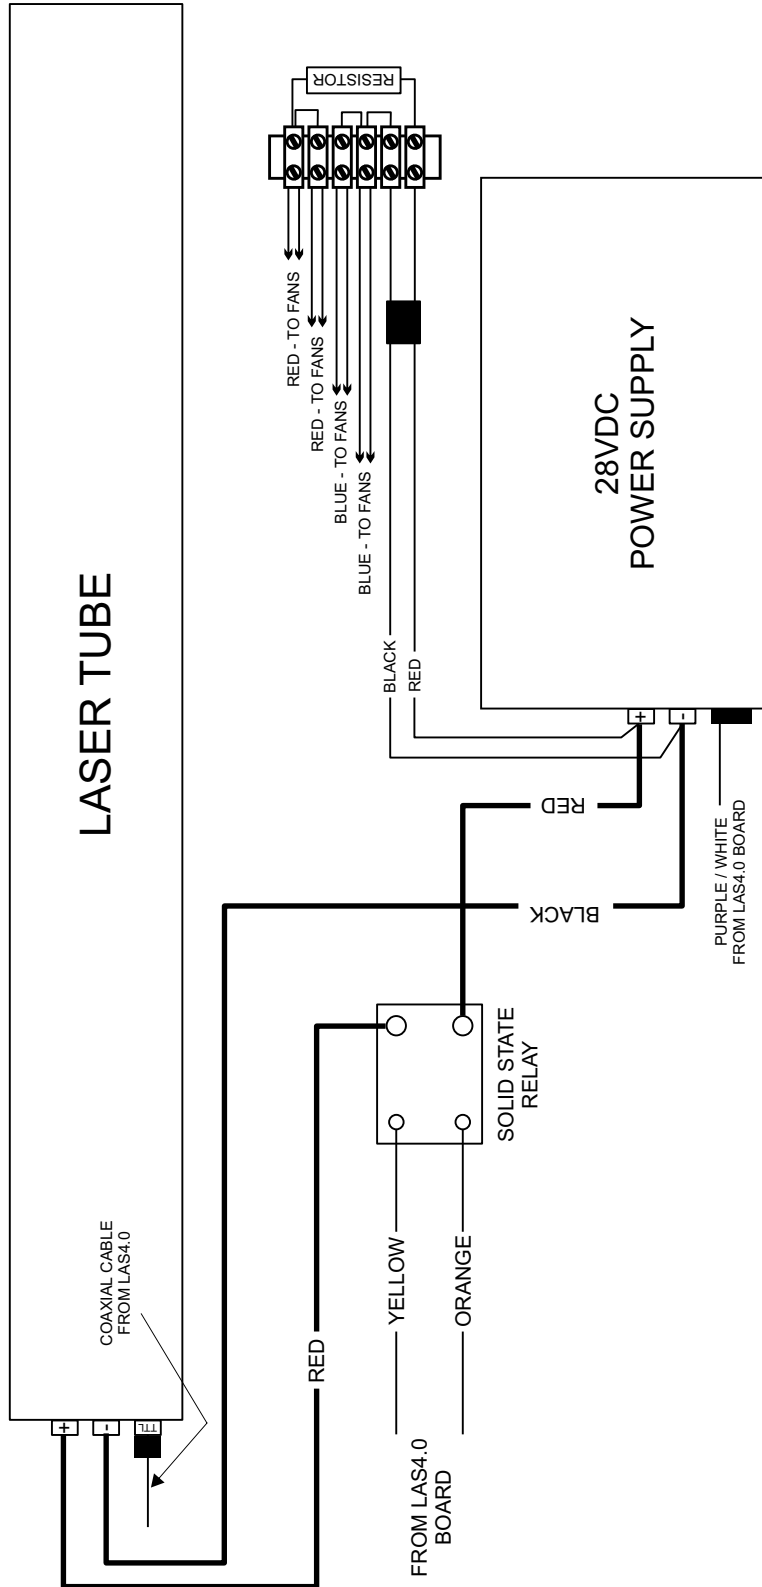 RESISTOR
RED - TO FANS
RED - TO FANS
BLUE - TO FANS
BLUE - TO FANS
28VDC
POWER SUPPLY
LASER TUBE
BLACK
RED
+
-
RED
BLACK
PURPLE / WHITE
FROM LAS4.0 BOARD
SOLID STATE
RELAY
COAXIAL CABLE
FROM LAS4.0
YELLOW
ORANGE
RED
+
-
TTL
FROM LAS4.0
BOARD